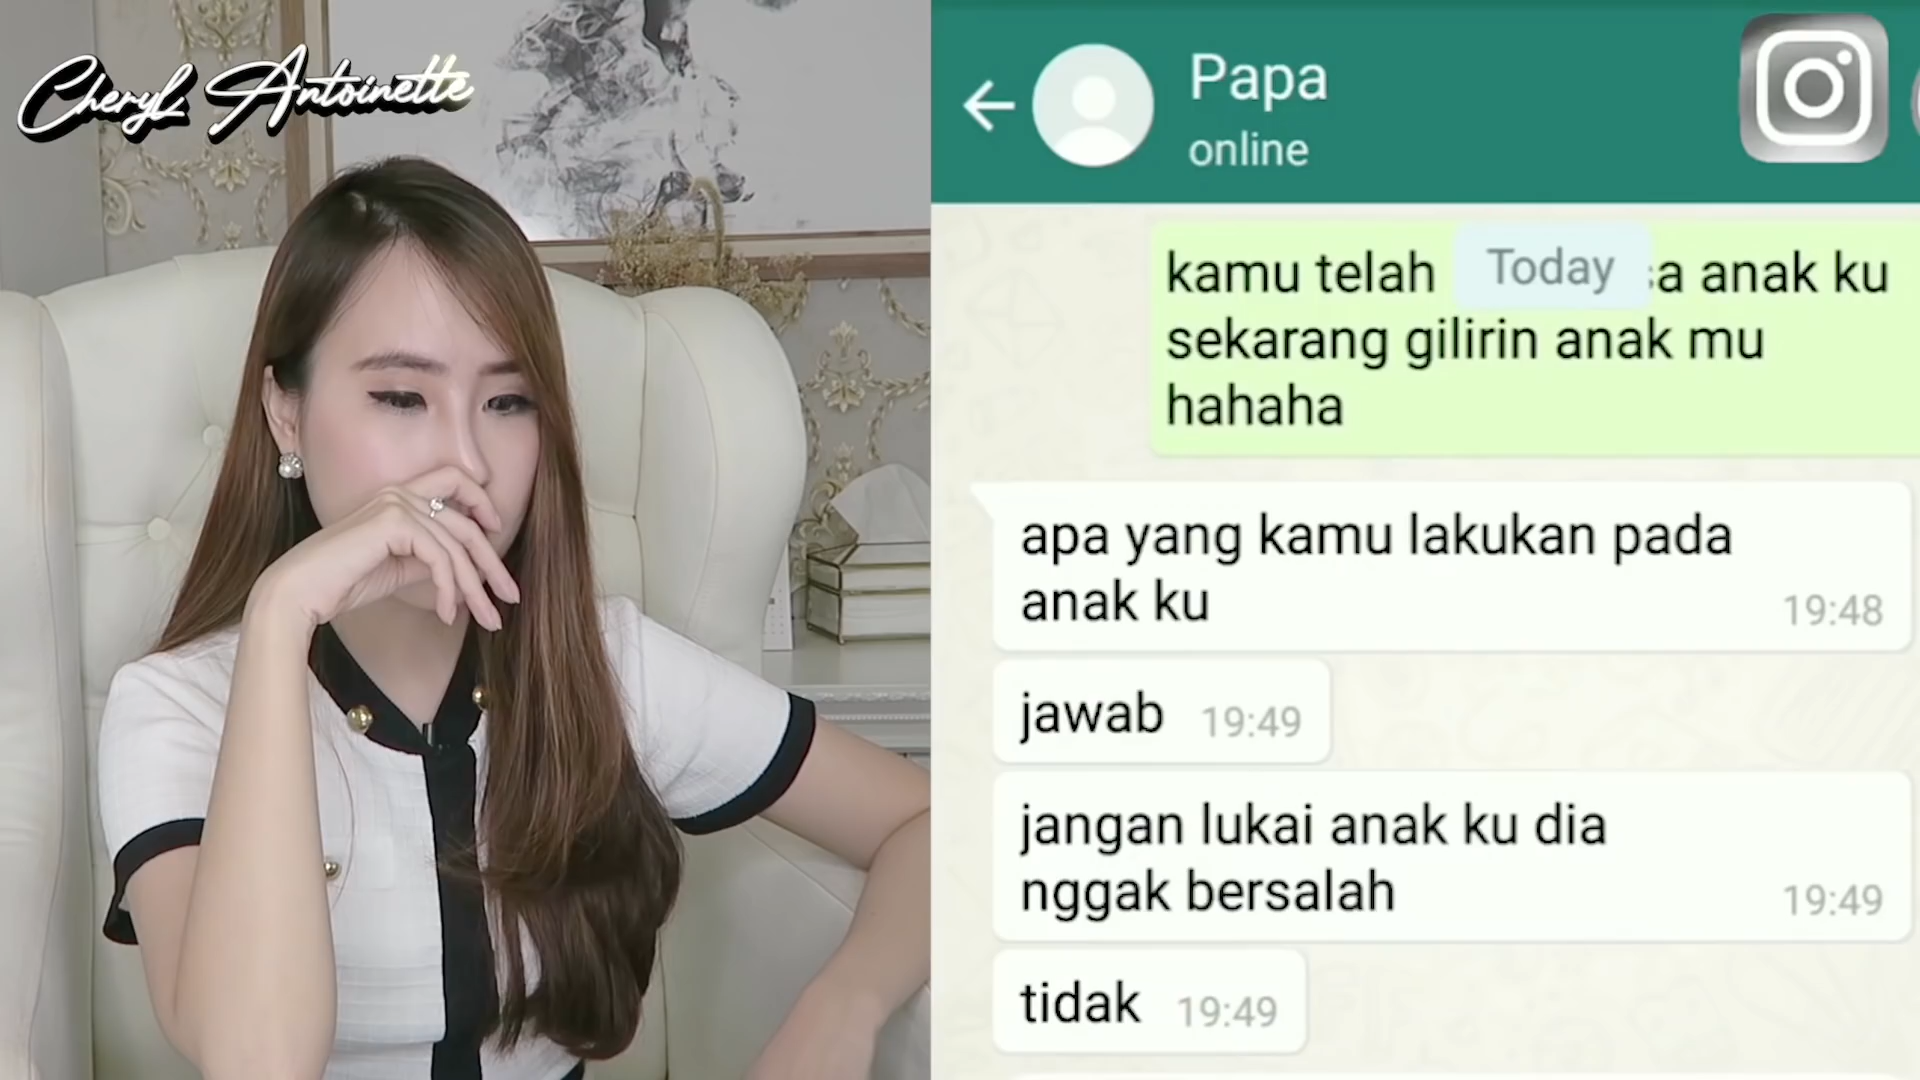 Cheryl Antoinette
Papa
online
Today
kamu telah anak ku
sekarang gilirin anak mu
hahaha
apa yang kamu lakukan pada
anak ku
19:48
jawab 19:49
jangan lukai anak ku dia
nggak bersalah
19:49
tidak 19:49